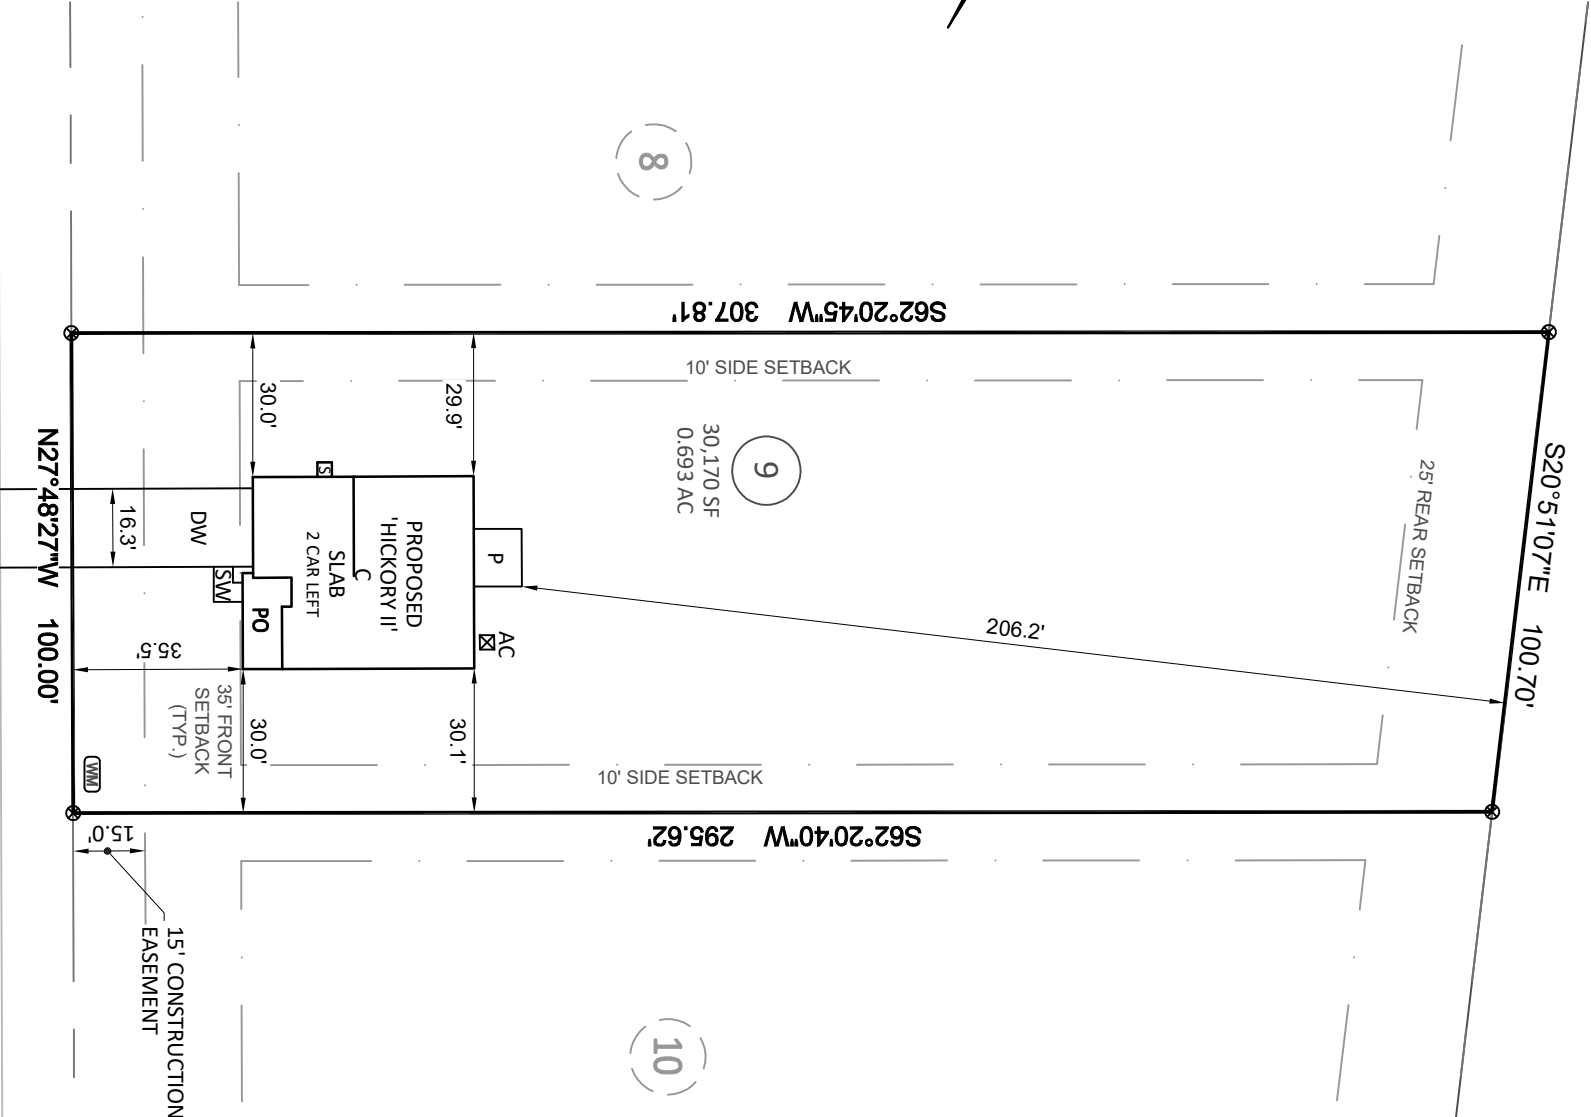 8
S62°20'45"W 307.81'
10' SIDE SETBACK
30.0'
29.9'
9
30,170 SF
0.693 AC
S20°51'07"E 100.70'
25' REAR SETBACK
N27°48'27"W 100.00'
16.3'
DW
S
PROPOSED
'HICKORY II'
C
SLAB
2 CAR LEFT
P
SW
PO
AC
206.2'
35.5'
35' FRONT
SETBACK
(TYP.)
30.0'
30.1'
WM
10' SIDE SETBACK
S62°20'40"W 295.62'
15.0'
15' CONSTRUCTION
EASEMENT
10